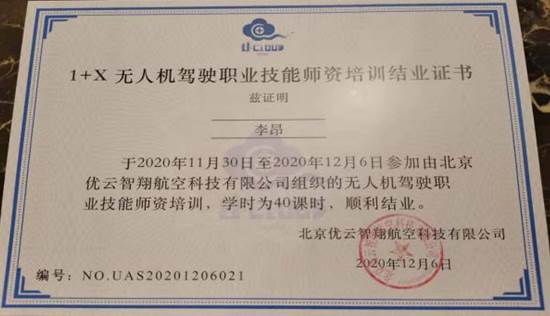 U-CLOUD
1+X 无人机驾驶职业技能师资培训结业证书
兹证明
李昂
于2020年11月30日至2020年12月6日参加由北京
优云智翔航空科技有限公司组织的无人机驾驶职
业技能师资培训，学时为40课时，顺利结业。
北京优云智翔航空科技有限公司
2020年12月6日
编号：NO.UAS20201206021